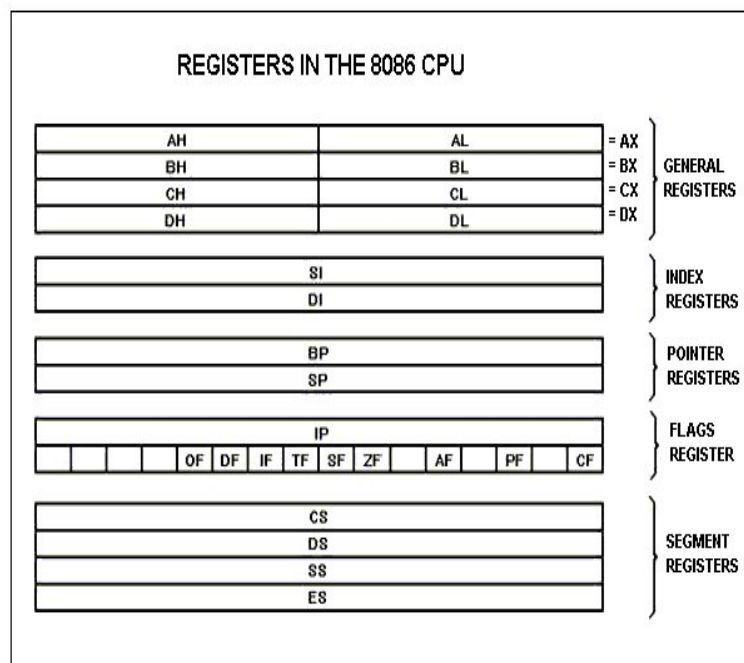 REGISTERS IN THE 8086 CPU
AH AL = AX
BH BL = BX
CH CL = CX
DH DL = DX
GENERAL
REGISTERS
SI
DI
INDEX
REGISTERS
BP
SP
POINTER
REGISTERS
IP
OF DF IF TF SF ZF AF PF CF
FLAGS
REGISTER
CS
DS
SS
ES
SEGMENT
REGISTERS